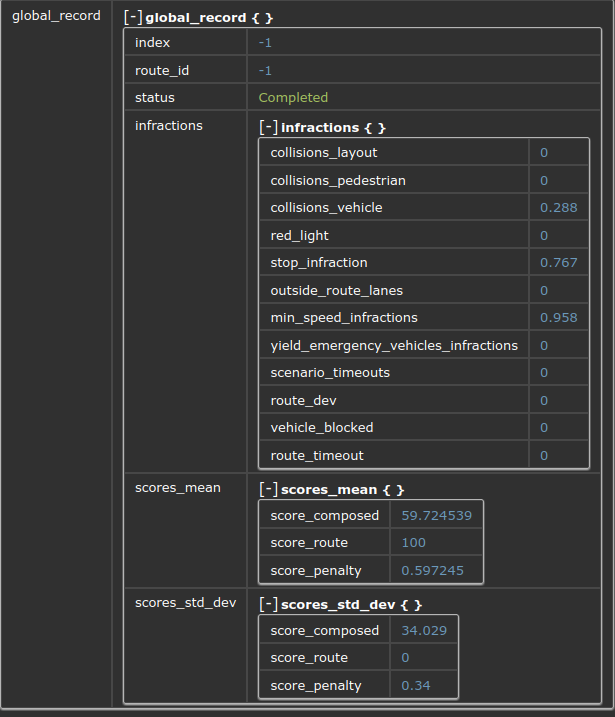 global_record [-]global_record { }
index -1
route_id -1
status Completed
infractions [-]infractions { }
collisions_layout 0
collisions_pedestrian 0
collisions_vehicle 0.288
red_light 0
stop_infraction 0.767
outside_route_lanes 0
min_speed_infractions 0.958
yield_emergency_vehicles_infractions 0
scenario_timeouts 0
route_dev 0
vehicle_blocked 0
route_timeout 0
scores_mean [-]scores_mean { }
score_composed 59.724539
score_route 100
score_penalty 0.597245
scores_std_dev [-]scores_std_dev { }
score_composed 34.029
score_route 0
score_penalty 0.34